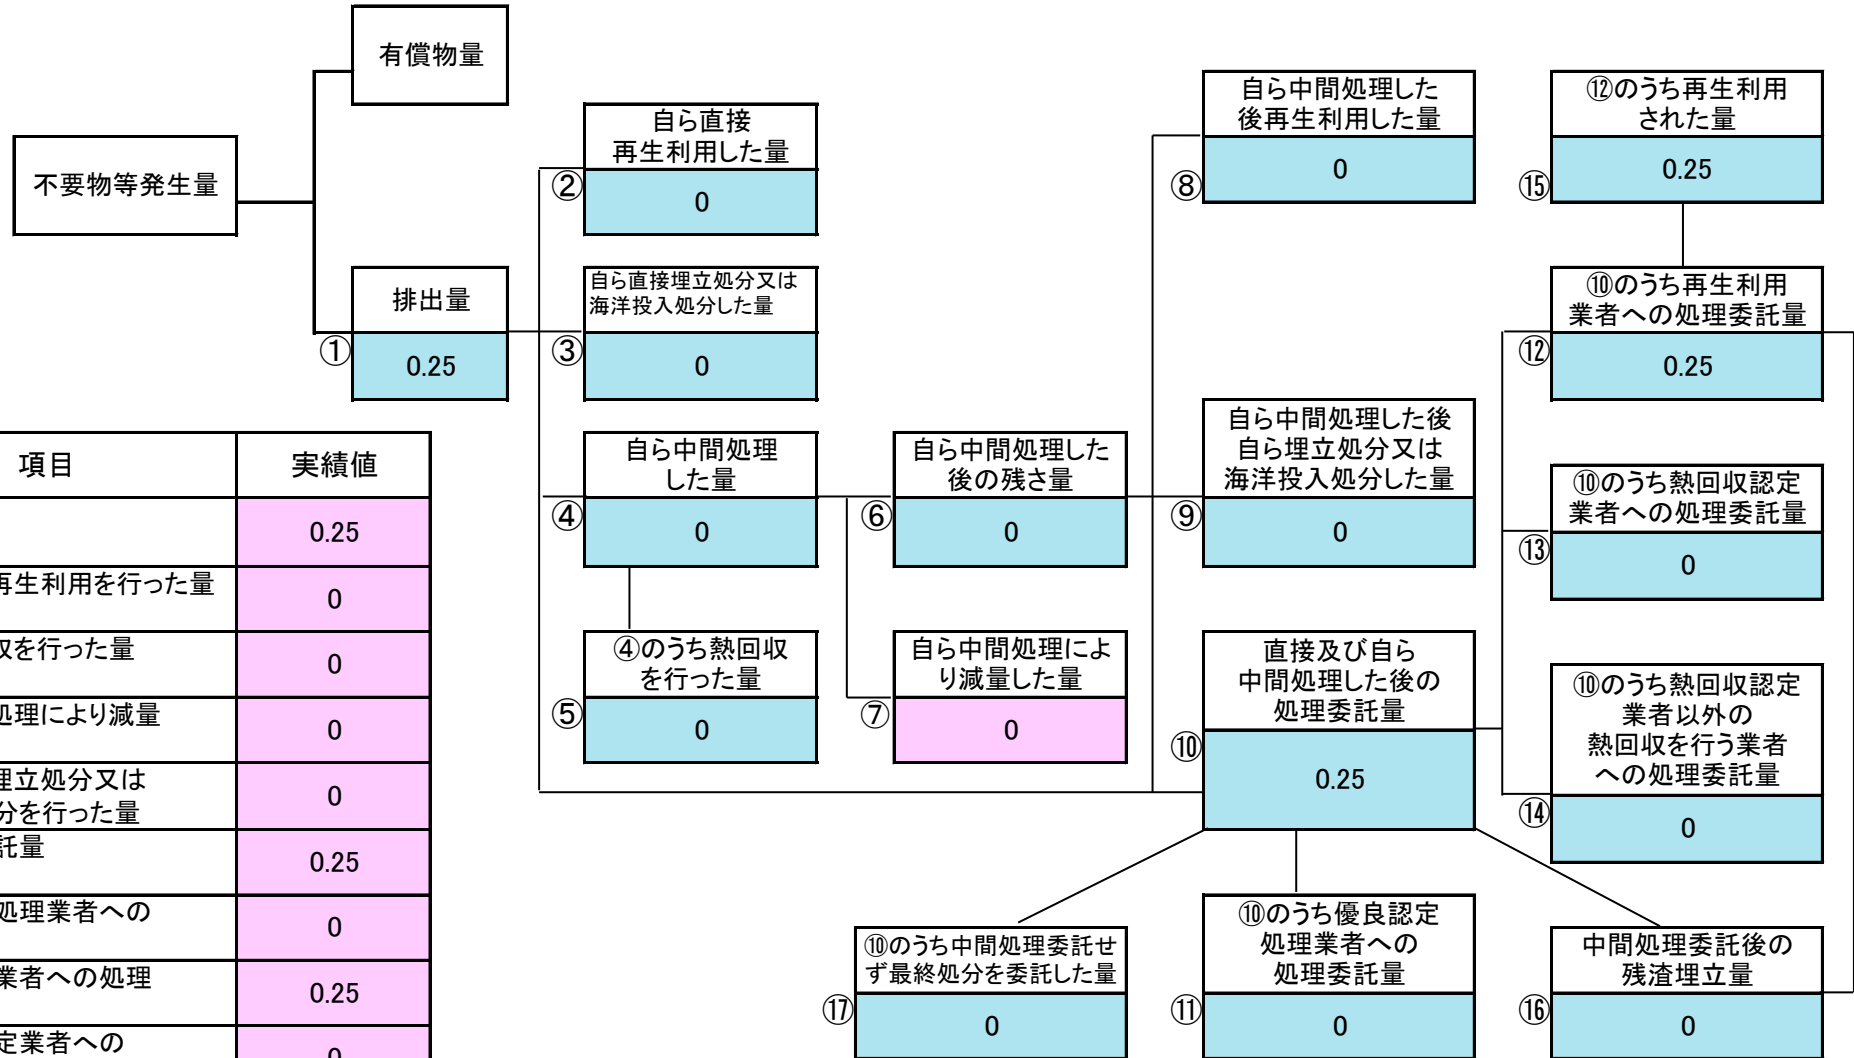 有償物量
不要物等発生量
排出量
①
0.25
自ら直接
再生利用した量
②
0
自ら直接埋立処分又は
海洋投入処分した量
③
0
自ら中間処理
した量
④
0
④のうち熱回収
を行った量
⑤
0
自ら中間処理した
後の残さ量
⑥
0
自ら中間処理によ
り減量した量
⑦
0
自ら中間処理した
後再生利用した量
⑧
0
自ら中間処理した後
自ら埋立処分又は
海洋投入処分した量
⑨
0
直接及び自ら
中間処理した後の
処理委託量
⑩
0.25
⑫のうち再生利用
された量
⑮
0.25
⑩のうち再生利用
業者への処理委託量
⑫
0.25
⑩のうち熱回収認定
業者への処理委託量
⑬
0
⑩のうち熱回収認定
業者以外の
熱回収を行う業者
への処理委託量
⑭
0
⑩のうち中間処理委託せ
ず最終処分を委託した量
⑰
0
⑩のうち優良認定
処理業者への
処理委託量
⑪
0
中間処理委託後の
残渣埋立量
⑯
0
項目
実績値
0.25
再生利用を行った量
0
収を行った量
0
処理により減量
0
埋立処分又は
分を行った量
0
託量
0.25
処理業者への
0
業者への処理
0.25
定業者への
0